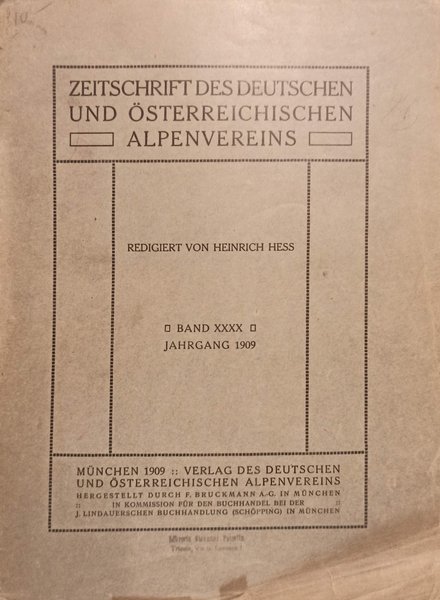 ZEITSCHRIFT DES DEUTSCHEN
UND ÖSTERREICHISCHEN
ALPENVEREINS
REDIGIERT VON HEINRICH HESS
BAND XXXX
JAHRGANG 1909
MÜNCHEN 1909 :: VERLAG DES DEUTSCHEN
UND ÖSTERREICHISCHEN ALPENVEREINS
HERGESTELLT DURCH F. BRUCKMANN A.-G. IN MÜNCHEN
:: IN KOMMISSION FÜR DEN BUCHHANDEL BEI DER ::
J. LINDAUERSCHEN BUCHHANDLUNG (SCHÖPPING) IN MÜNCHEN
Libreria
Trieste